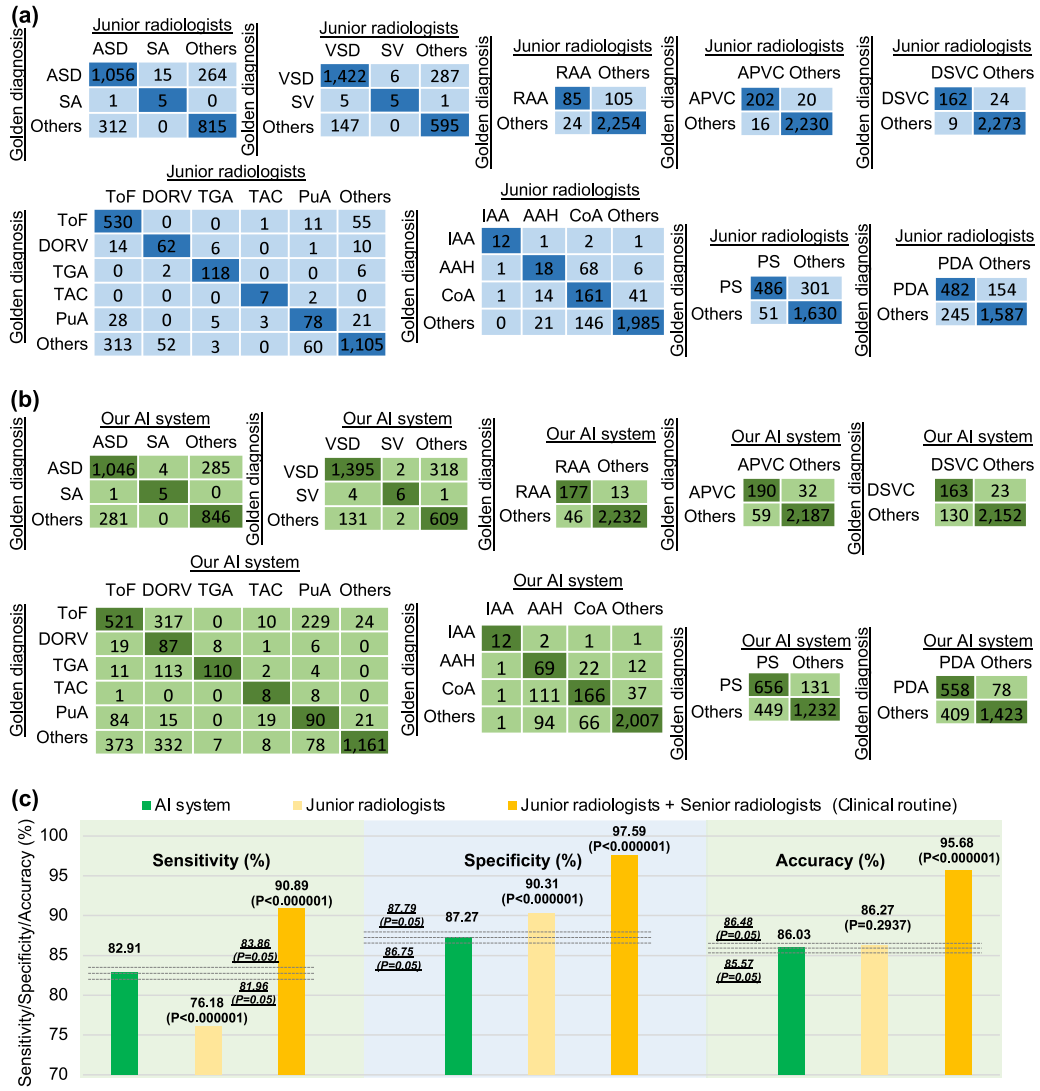 (a)
Junior radiologists
ASD SA Others
Golden diagnosis
ASD 1,056 15 264
SA 1 5 0
Others 312 0 815
Junior radiologists
VSD SV Others
Golden diagnosis
VSD 1,422 6 287
SV 5 5 1
Others 147 0 595
Junior radiologists
RAA Others
Golden diagnosis
RAA 85 105
Others 24 2,254
Junior radiologists
APVC Others
Golden diagnosis
APVC 202 20
Others 16 2,230
Junior radiologists
DSVC Others
Golden diagnosis
DSVC 162 24
Others 9 2,273
Junior radiologists
ToF DORV TGA TAC PuA Others
Golden diagnosis
ToF 530 0 0 1 11 55
DORV 14 62 6 0 1 10
TGA 0 2 118 0 0 6
TAC 0 0 0 7 2 0
PuA 28 0 5 3 78 21
Others 313 52 3 0 60 1,105
Junior radiologists
IAA AAH CoA Others
Golden diagnosis
IAA 12 1 2 1
AAH 1 18 68 6
CoA 1 14 161 41
Others 0 21 146 1,985
Junior radiologists
PS Others
Golden diagnosis
PS 486 301
Others 51 1,630
Junior radiologists
PDA Others
Golden diagnosis
PDA 482 154
Others 245 1,587
(b)
Our AI system
ASD SA Others
Golden diagnosis
ASD 1,046 4 285
SA 1 5 0
Others 281 0 846
Our AI system
VSD SV Others
Golden diagnosis
VSD 1,395 2 318
SV 4 6 1
Others 131 2 609
Our AI system
RAA Others
Golden diagnosis
RAA 177 13
Others 46 2,232
Our AI system
APVC Others
Golden diagnosis
APVC 190 32
Others 59 2,187
Our AI system
DSVC Others
Golden diagnosis
DSVC 163 23
Others 130 2,152
Our AI system
ToF DORV TGA TAC PuA Others
Golden diagnosis
ToF 521 317 0 10 229 24
DORV 19 87 8 1 6 0
TGA 11 113 110 2 4 0
TAC 1 0 0 8 8 0
PuA 84 15 0 19 90 21
Others 373 332 7 8 78 1,161
Our AI system
IAA AAH CoA Others
Golden diagnosis
IAA 12 2 1 1
AAH 1 69 22 12
CoA 1 111 166 37
Others 1 94 66 2,007
Our AI system
PS Others
Golden diagnosis
PS 656 131
Others 449 1,232
Our AI system
PDA Others
Golden diagnosis
PDA 558 78
Others 409 1,423
(c)
AI system Junior radiologists Junior radiologists + Senior radiologists (Clinical routine)
Sensitivity/Specificity/Accuracy (%)
100
95
90
85
80
75
70
Sensitivity (%)
82.91
76.18
(P<0.000001)
90.89
(P<0.000001)
83.86
(P=0.05)
81.96
(P=0.05)
Specificity (%)
87.79
(P=0.05)
86.75
(P=0.05)
87.27
90.31
(P<0.000001)
97.59
(P<0.000001)
Accuracy (%)
86.48
(P=0.05)
85.57
(P=0.05)
86.03
86.27
(P=0.2937)
95.68
(P<0.000001)